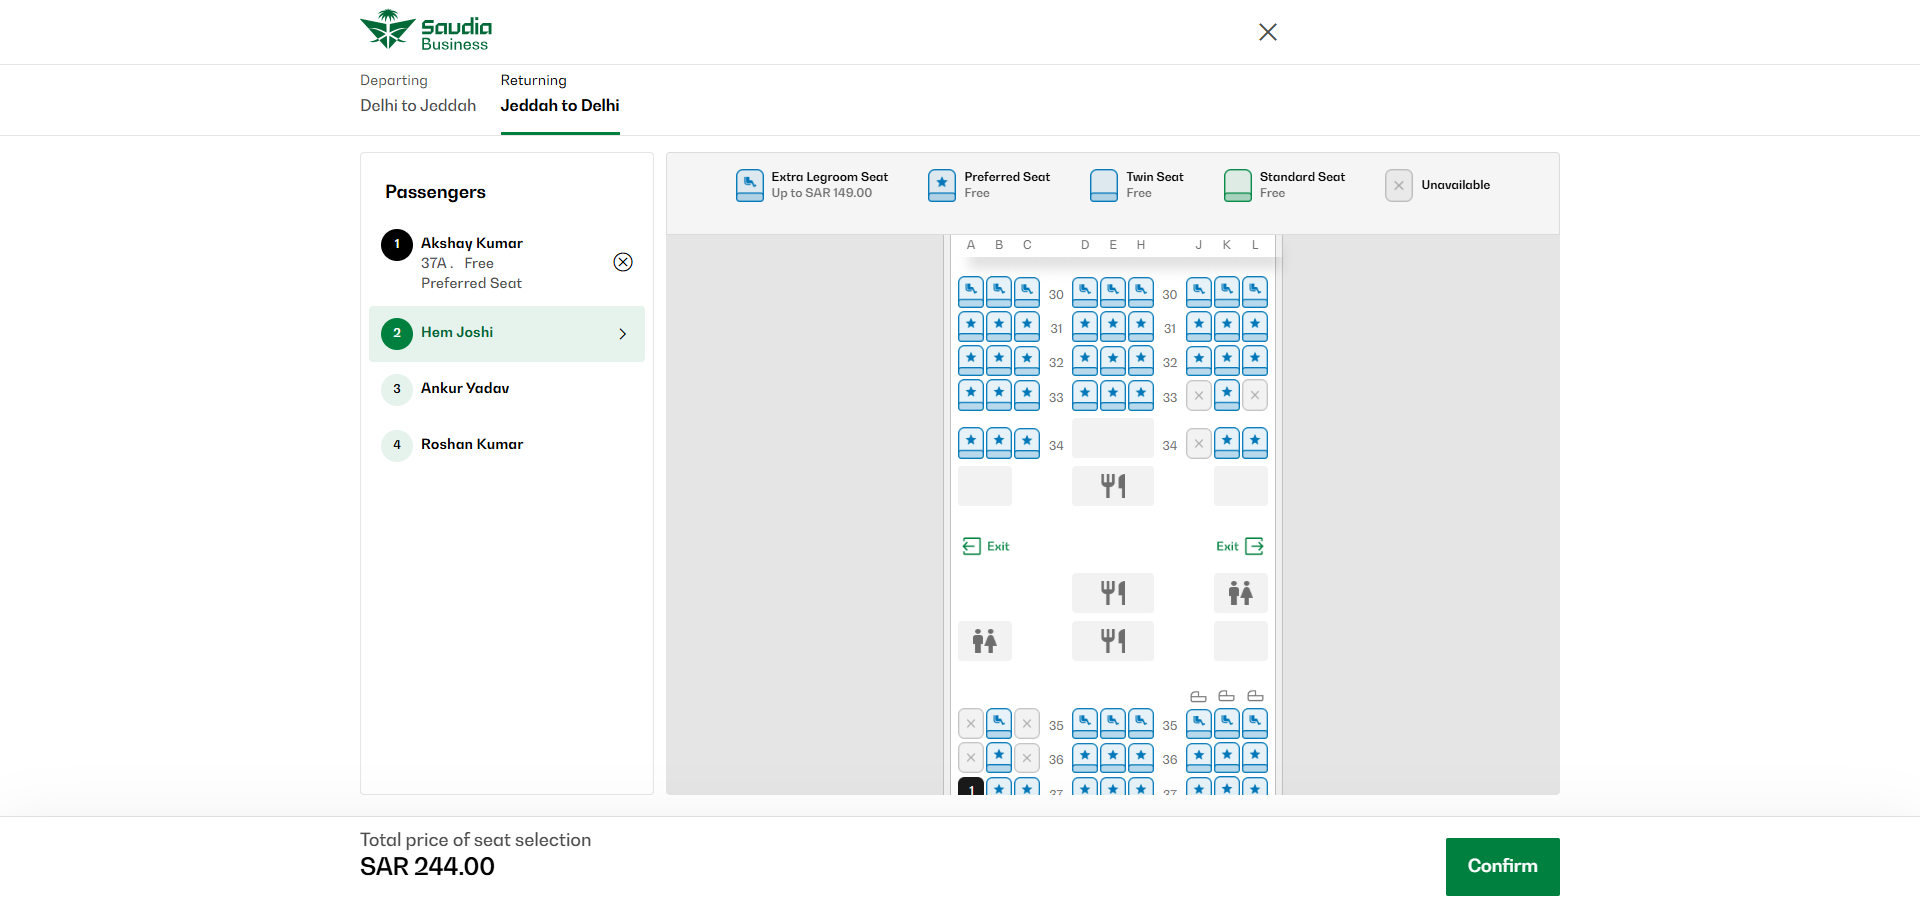 Saudia
Business
Departing
Delhi to Jeddah
Returning
Jeddah to Delhi
Passengers
1
Akshay Kumar
37A . Free
Preferred Seat
2
Hem Joshi
3
Ankur Yadav
4
Roshan Kumar
Extra Legroom Seat
Up to SAR 149.00
Preferred Seat
Free
Twin Seat
Free
Standard Seat
Free
Unavailable
A B C D E H J K L
30 30
31 31
32 32
33 33
34 34
Exit Exit
35 35
36 36
1 37 37
Total price of seat selection
SAR 244.00
Confirm